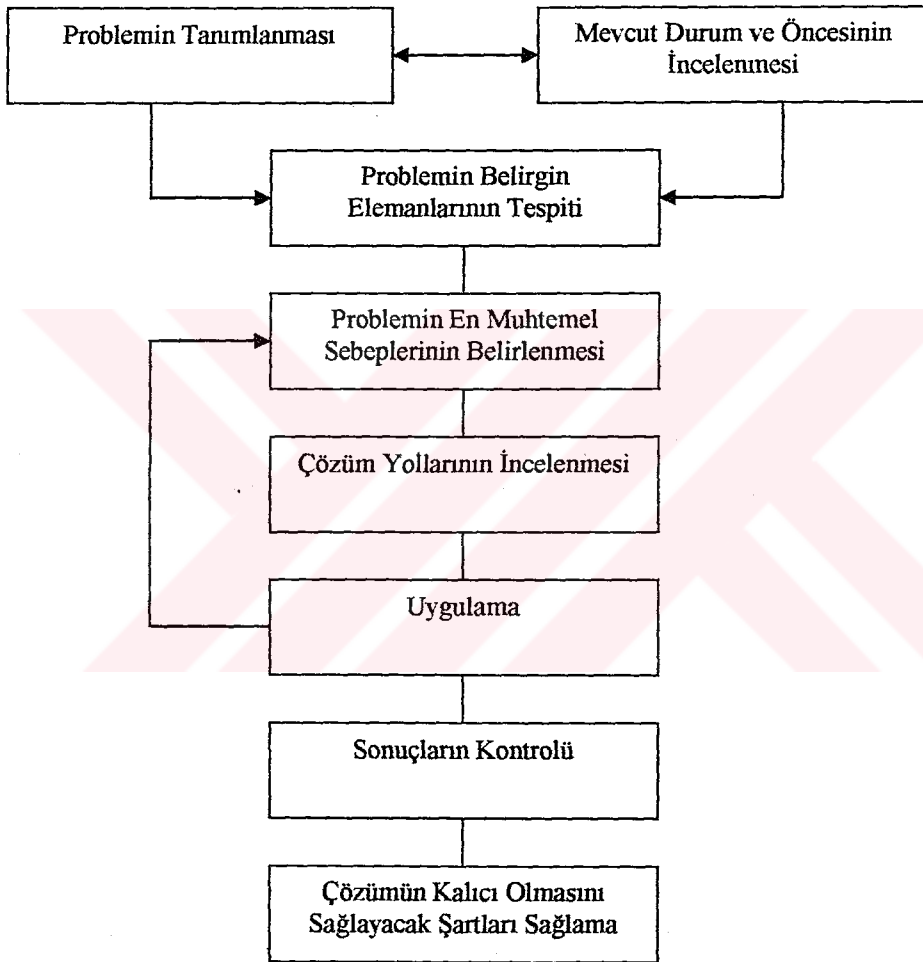 Problemin Tanımlanması
Mevcut Durum ve Öncesinin
İncelenmesi
Problemin Belirgin
Elemanlarının Tespiti
Problemin En Muhtemel
Sebeplerinin Belirlenmesi
Çözüm Yollarının İncelenmesi
Uygulama
Sonuçların Kontrolü
Çözümün Kalıcı Olmasını
Sağlayacak Şartları Sağlama